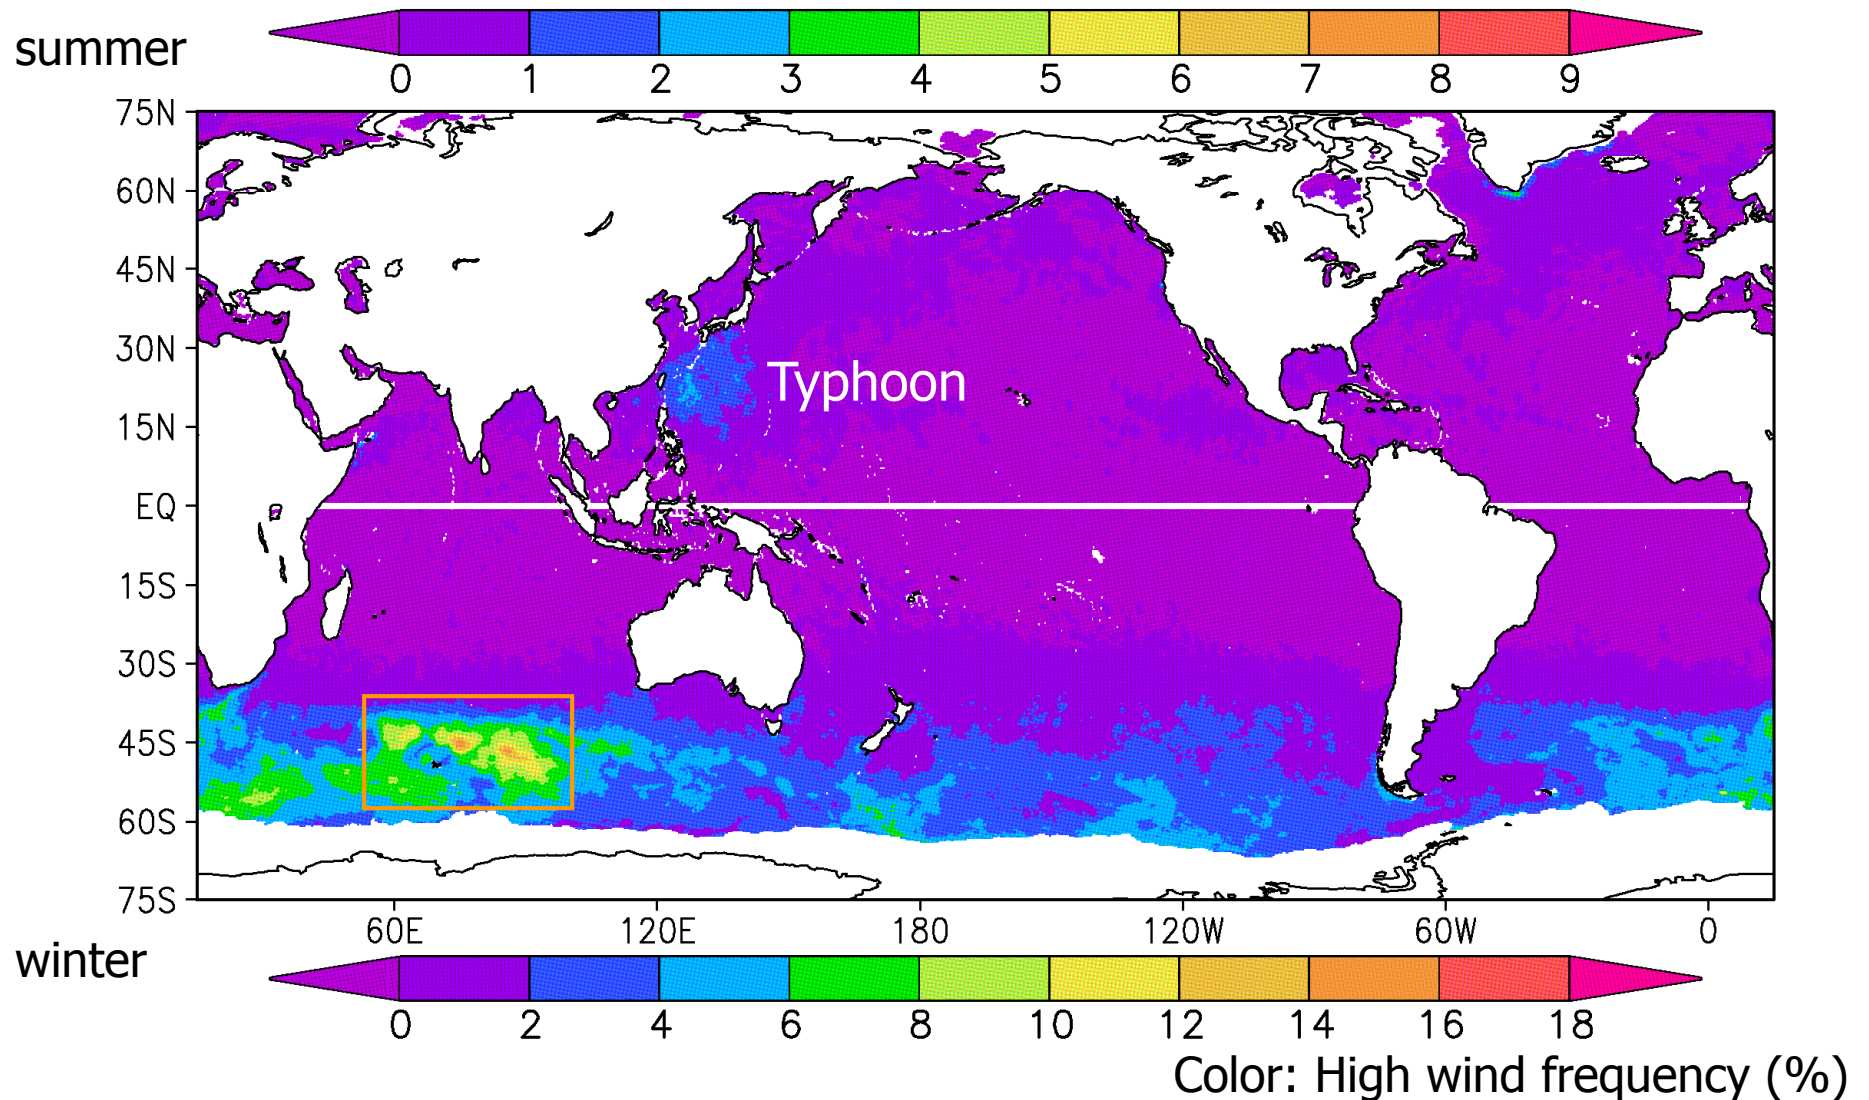 summer
0 1 2 3 4 5 6 7 8 9
75N
60N
45N
30N
Typhoon
15N
EQ
15S
30S
45S
60S
75S
60E 120E 180 120W 60W 0
winter
0 2 4 6 8 10 12 14 16 18
Color: High wind frequency (%)